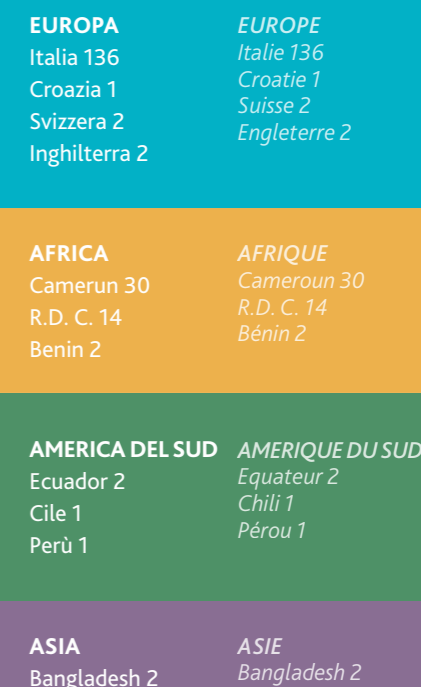 EUROPA
Italia 136
Croazia 1
Svizzera 2
Inghilterra 2
EUROPE
Italie 136
Croatie 1
Suisse 2
Engleterre 2
AFRICA
Camerun 30
R.D. C. 14
Benin 2
AFRIQUE
Cameroun 30
R.D. C. 14
Bénin 2
AMERICA DEL SUD
Ecuador 2
Cile 1
Perù 1
AMERIQUE DU SUD
Equateur 2
Chili 1
Pérou 1
ASIA
Bangladesh 2
ASIE
Bangladesh 2